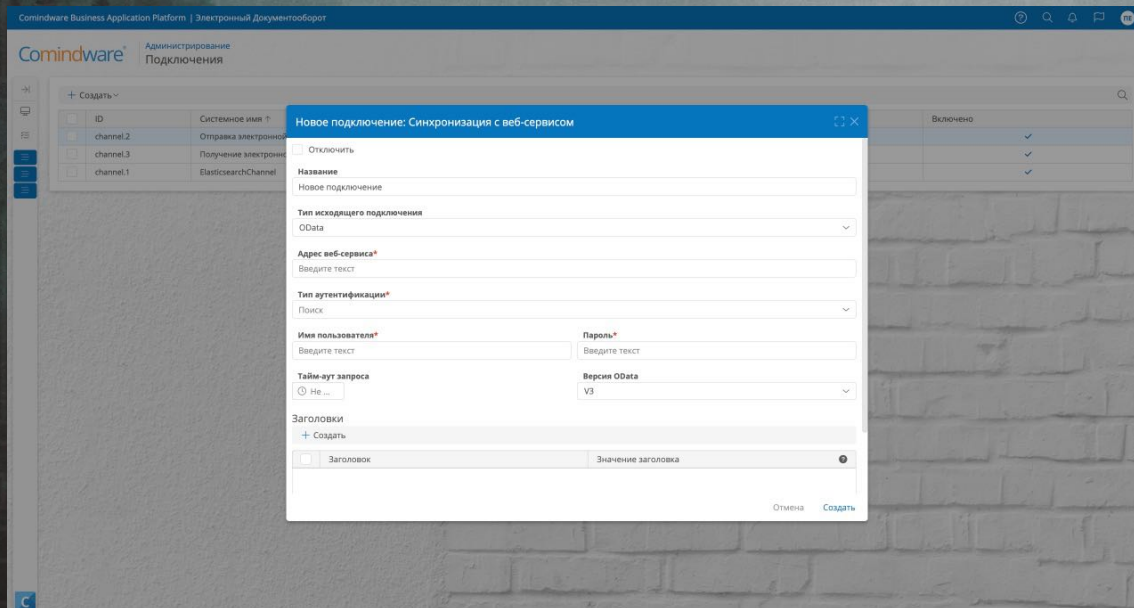 Comindware Business Application Platform | Электронный Документооборот
ПЕ
Comindware®
Администрирование
Подключения
Создать
ID Системное имя Включено
channel.2 Отправка электронной
channel.3 Получение электронно
channel.1 ElasticsearchChannel
Новое подключение: Синхронизация с веб-сервисом
Отключить
Название
Новое подключение
Тип исходящего подключения
OData
Адрес веб-сервиса*
Введите текст
Тип аутентификации*
Поиск
Имя пользователя* Пароль*
Введите текст Введите текст
Тайм-аут запроса Версия OData
Не ... V3
Заголовки
Создать
Заголовок Значение заголовка
Отмена Создать